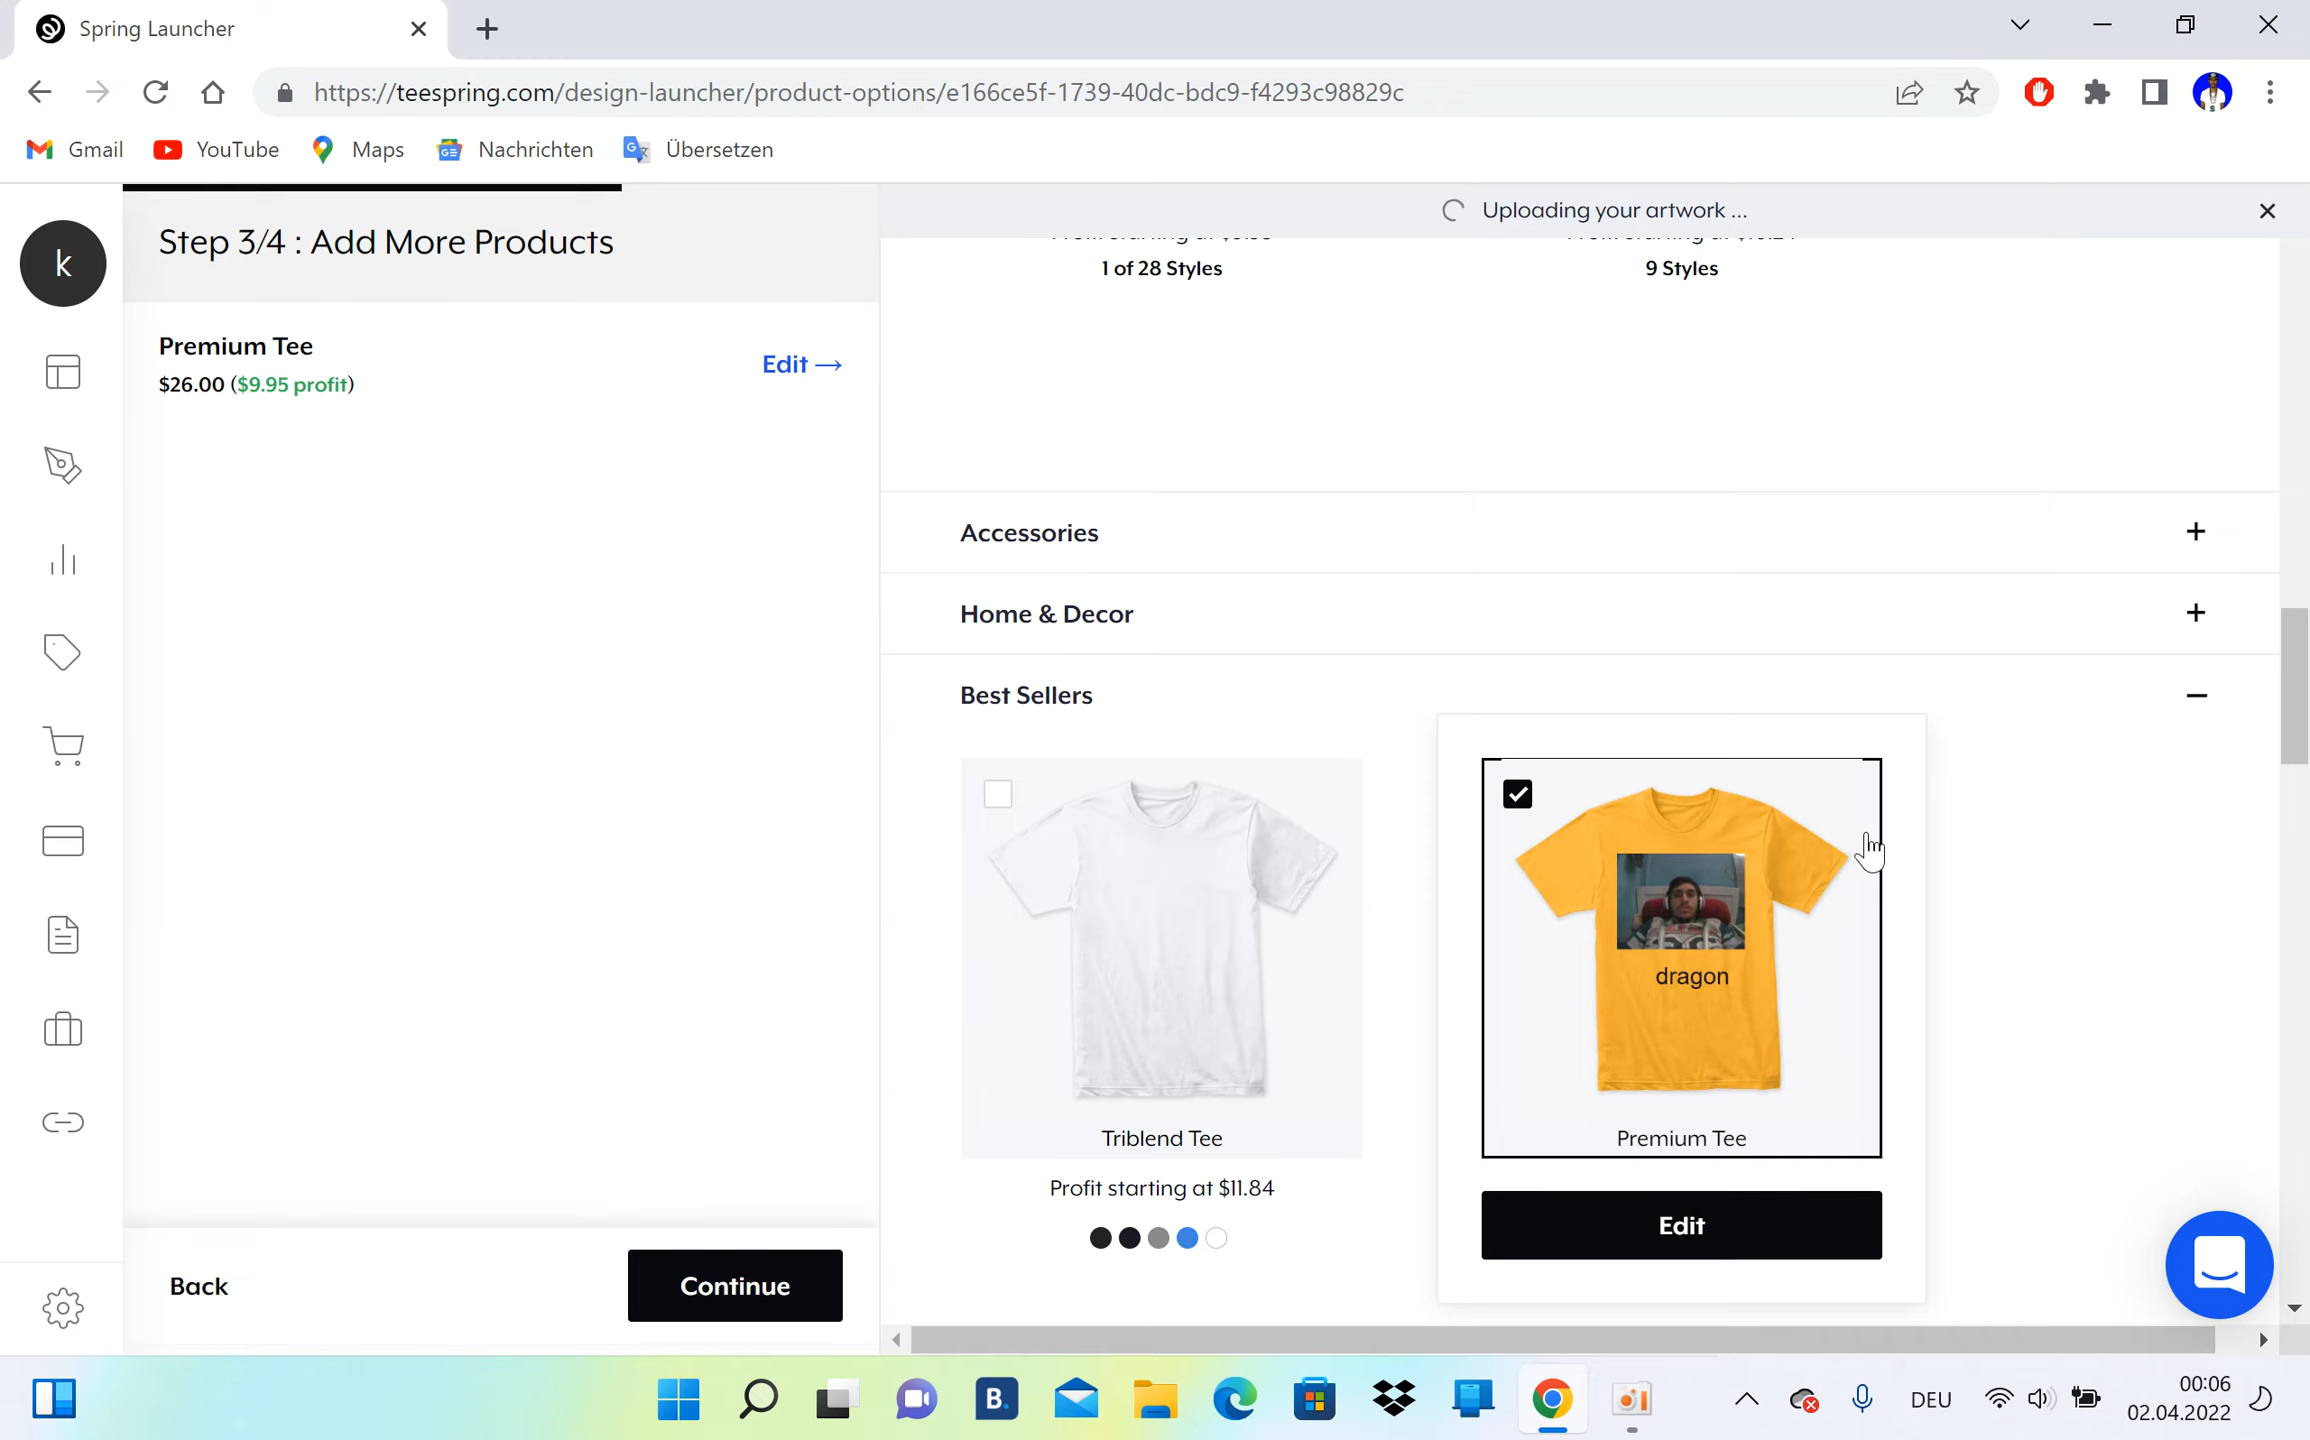 Spring Launcher
https://teespring.com/design-launcher/product-options/e166ce5f-1739-40dc-bdc9-f4293c98829c
Gmail YouTube Maps Nachrichten Übersetzen
Uploading your artwork ...
k
Step 3/4 : Add More Products
Premium Tee
$26.00 ($9.95 profit)
Edit →
1 of 28 Styles
9 Styles
Accessories
Home & Decor
Best Sellers
dragon
Triblend Tee
Premium Tee
Profit starting at $11.84
Edit
Back
Continue
B.
DEU
00:06
02.04.2022